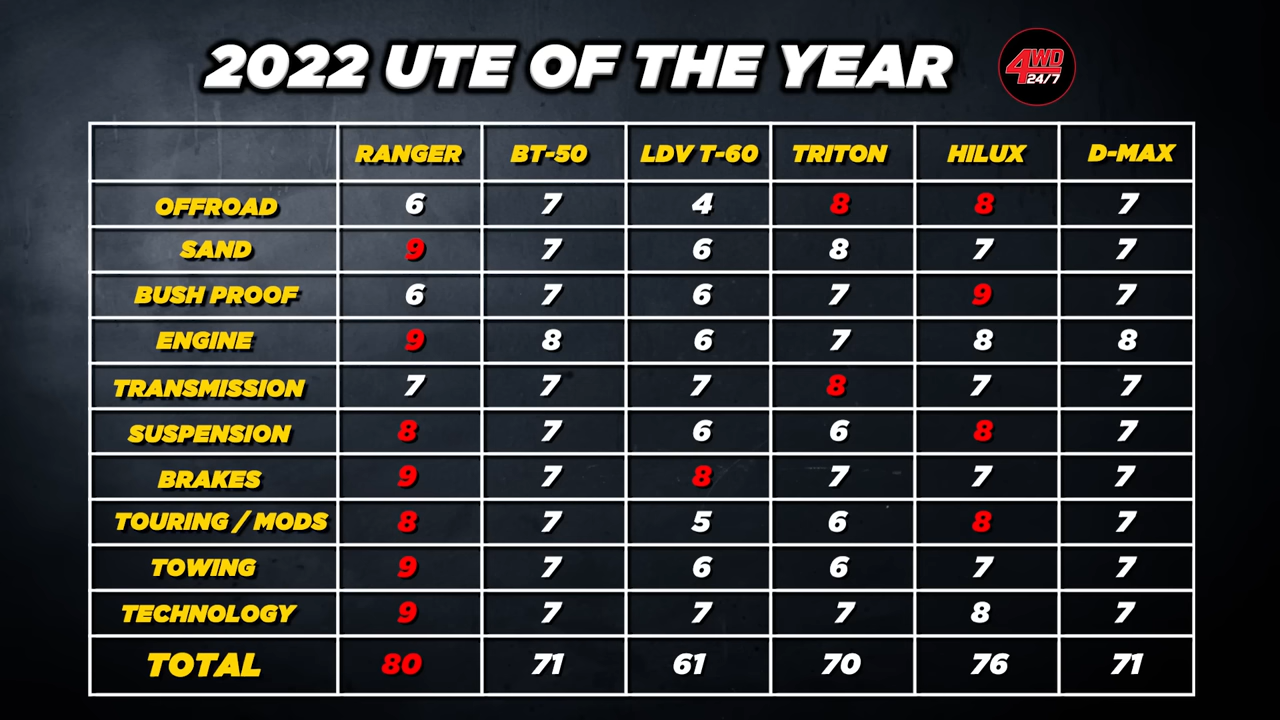 2022 UTE OF THE YEAR
4WD
24/7
RANGER BT-50 LDV T-60 TRITON HILUX D-MAX
OFFROAD 6 7 4 8 8 7
SAND 9 7 6 8 7 7
BUSH PROOF 6 7 6 7 9 7
ENGINE 9 8 6 7 8 8
TRANSMISSION 7 7 7 8 7 7
SUSPENSION 8 7 6 6 8 7
BRAKES 9 7 8 7 7 7
TOURING / MODS 8 7 5 6 8 7
TOWING 9 7 6 6 7 7
TECHNOLOGY 9 7 7 7 8 7
TOTAL 80 71 61 70 76 71